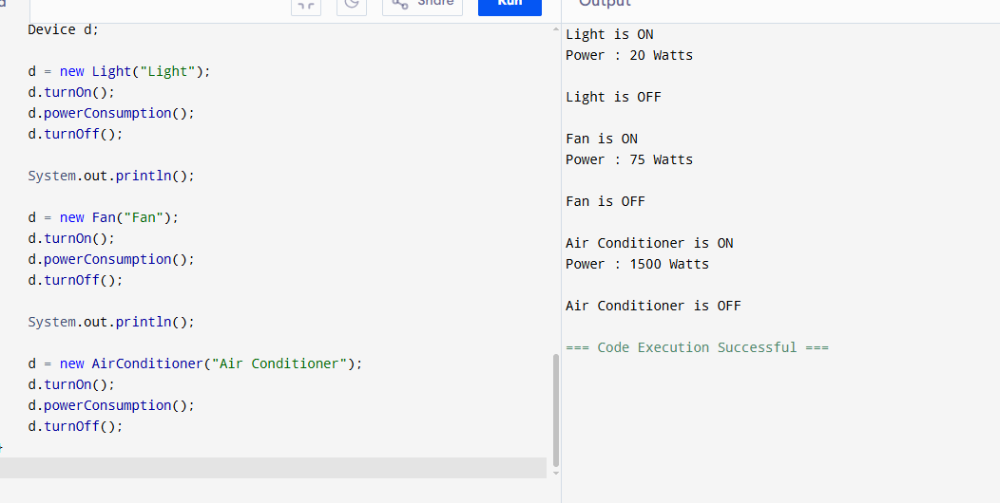 Share
Run
Output
Device d;
d = new Light("Light");
d.turnOn();
d.powerConsumption();
d.turnOff();
System.out.println();
d = new Fan("Fan");
d.turnOn();
d.powerConsumption();
d.turnOff();
System.out.println();
d = new AirConditioner("Air Conditioner");
d.turnOn();
d.powerConsumption();
d.turnOff();
}
Light is ON
Power : 20 Watts
Light is OFF
Fan is ON
Power : 75 Watts
Fan is OFF
Air Conditioner is ON
Power : 1500 Watts
Air Conditioner is OFF
=== Code Execution Successful ===